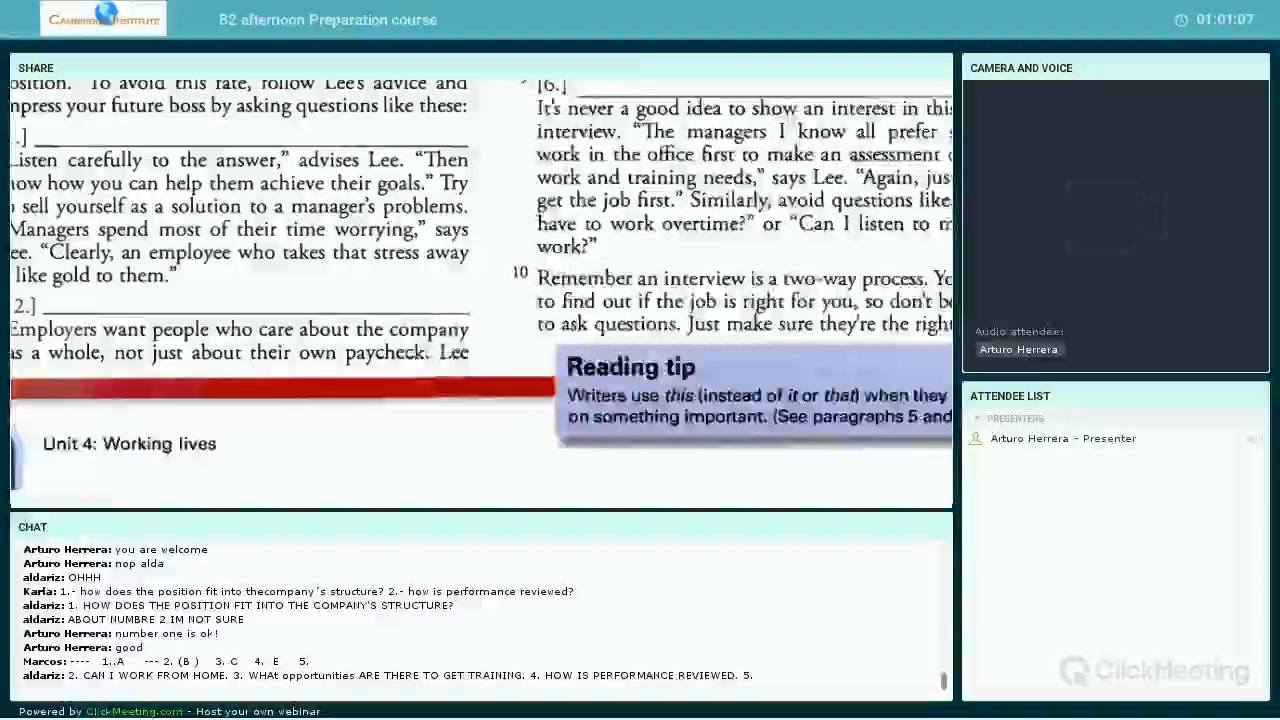 CAMBRIDGE INSTITUTE
B2 afternoon Preparation course
01:01:07
SHARE
osition. To avoid this rate, follow Lee's advice and
mpress your future boss by asking questions like these:
.]
Listen carefully to the answer,” advises Lee. “Then
now how you can help them achieve their goals.” Try
o sell yourself as a solution to a manager's problems.
Managers spend most of their time worrying,” says
ee. “Clearly, an employee who takes that stress away
like gold to them.”
2.]
Employers want people who care about the company
as a whole, not just about their own paycheck. Lee
[6.]
It's never a good idea to show an interest in this
interview. “The managers I know all prefer
work in the office first to make an assessment
work and training needs,” says Lee. “Again, jus
get the job first.” Similarly, avoid questions like
have to work overtime?” or “Can I listen to m
work?”
10 Remember an interview is a two-way process. Yo
to find out if the job is right for you, so don't be
to ask questions. Just make sure they're the right
Reading tip
Writers use this (instead of it or that) when they
on something important. (See paragraphs 5 and
Unit 4: Working lives
CAMERA AND VOICE
Audio attendee:
Arturo Herrera
ATTENDEE LIST
PRESENTERS
Arturo Herrera - Presenter
ClickMeeting
CHAT
Arturo Herrera: you are welcome
Arturo Herrera: nop alda
aldariz: OHHH
Karla: 1.- how does the position fit into thecompany´s structure? 2.- how is performance reviewed?
aldariz: 1. HOW DOES THE POSITION FIT INTO THE COMPANY'S STRUCTURE?
aldariz: ABOUT NUMBRE 2.IM NOT SURE
Arturo Herrera: number one is ok!
Arturo Herrera: good
Marcos: ---- 1..A --- 2. (B ) 3. C 4. E 5.
aldariz: 2. CAN I WORK FROM HOME. 3. WHAt opportunities ARE THERE TO GET TRAINING. 4. HOW IS PERFORMANCE REVIEWED. 5.
Powered by ClickMeeting.com - Host your own webinar